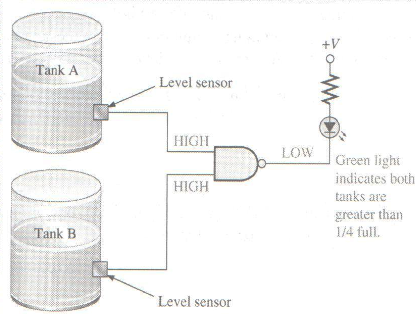 +V
Tank A
Level sensor
HIGH
LOW
Green light
indicates both
tanks are
greater than
1/4 full.
HIGH
Tank B
Level sensor